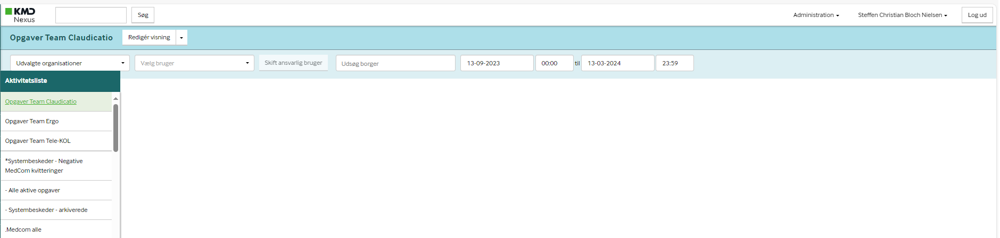 KMD
Nexus
Søg
Administration
Steffen Christian Bloch Nielsen
Log ud
Opgaver Team Claudicatio
Redigér visning
Udvalgte organisationer
Vælg bruger
Skift ansvarlig bruger
Udsøg borger
13-09-2023
00:00
til
13-03-2024
23:59
Aktivitetsliste
Opgaver Team Claudicatio
Opgaver Team Ergo
Opgaver Team Tele-KOL
*Systembeskeder - Negative
MedCom kvitteringer
- Alle aktive opgaver
- Systembeskeder - arkiverede
.Medcom alle